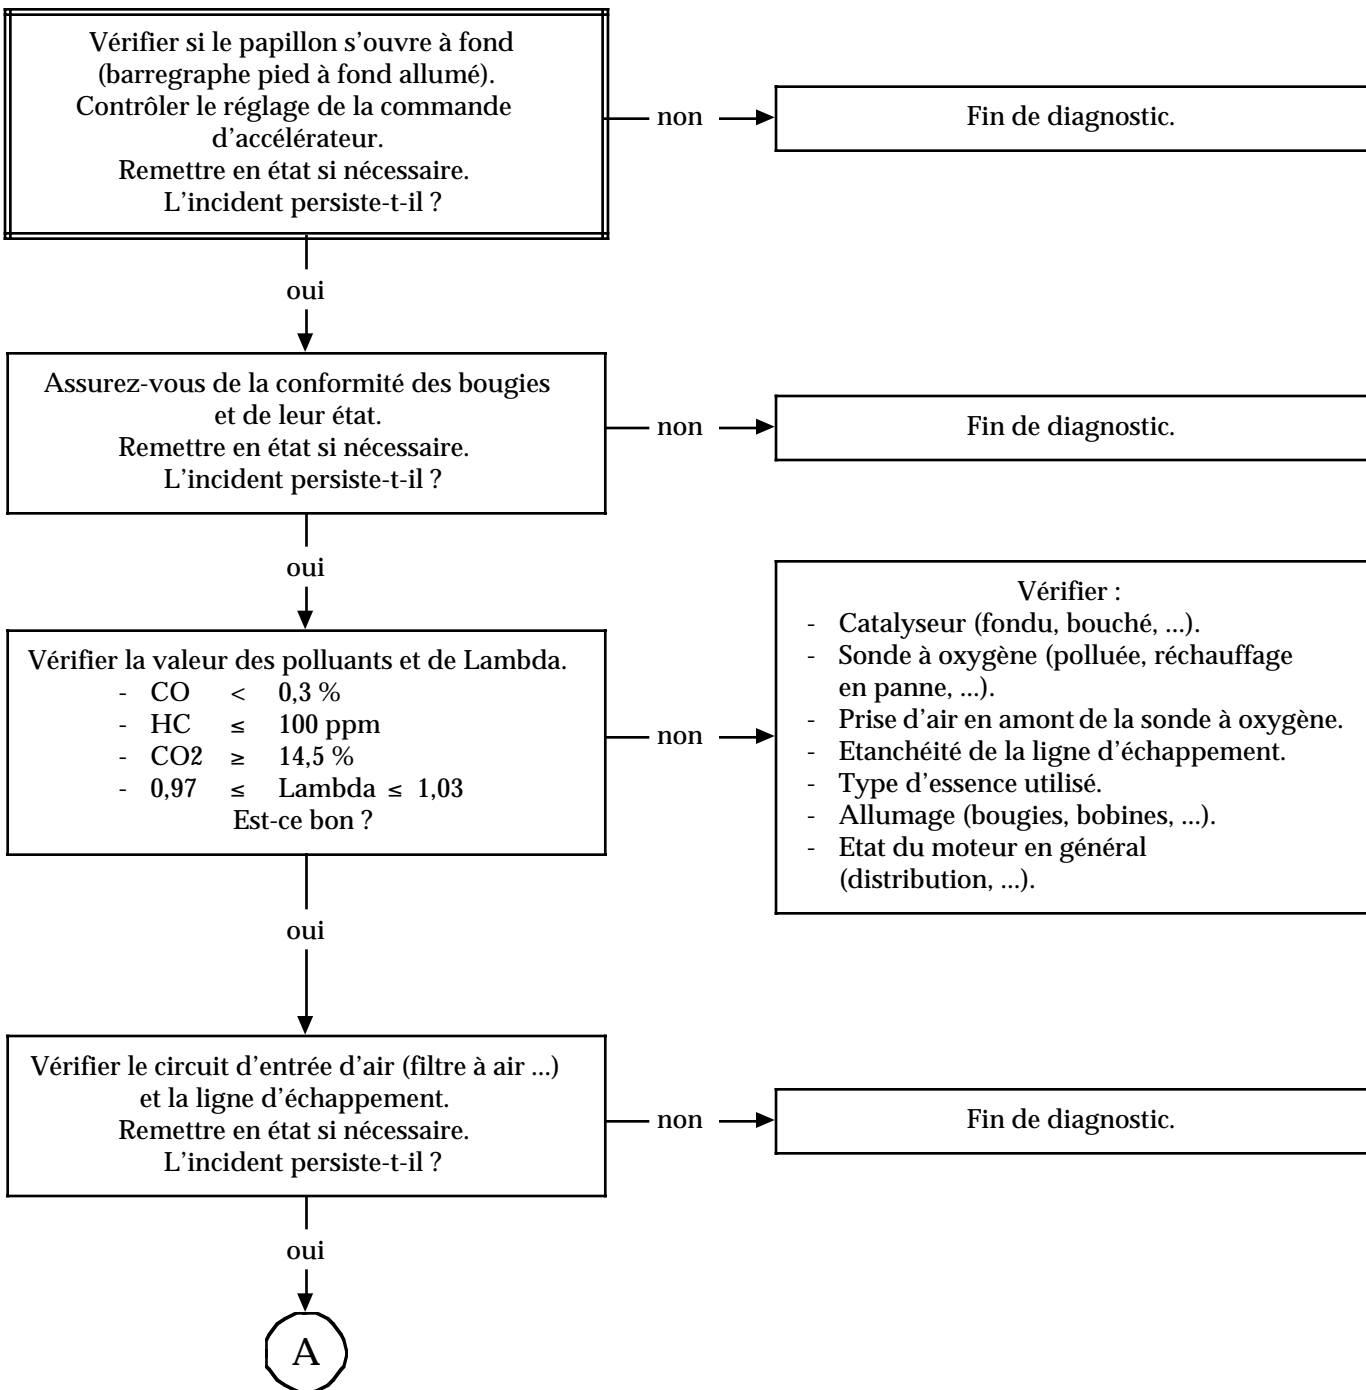 Vérifier si le papillon s'ouvre à fond
(barregraphe pied à fond allumé).
Contrôler le réglage de la commande
d'accélérateur.
Remettre en état si nécessaire.
L'incident persiste-t-il ?
non
Fin de diagnostic.
oui
Assurez-vous de la conformité des bougies
et de leur état.
Remettre en état si nécessaire.
L'incident persiste-t-il ?
non
Fin de diagnostic.
oui
Vérifier la valeur des polluants et de Lambda.
- CO < 0,3 %
- HC ≤ 100 ppm
- CO2 ≥ 14,5 %
- 0,97 ≤ Lambda ≤ 1,03
Est-ce bon ?
non
Vérifier :
- Catalyseur (fondu, bouché, ...).
- Sonde à oxygène (polluée, réchauffage
en panne, ...).
- Prise d'air en amont de la sonde à oxygène.
- Etanchéité de la ligne d'échappement.
- Type d'essence utilisé.
- Allumage (bougies, bobines, ...).
- Etat du moteur en général
(distribution, ...).
oui
Vérifier le circuit d'entrée d'air (filtre à air ...)
et la ligne d'échappement.
Remettre en état si nécessaire.
L'incident persiste-t-il ?
non
Fin de diagnostic.
oui
A